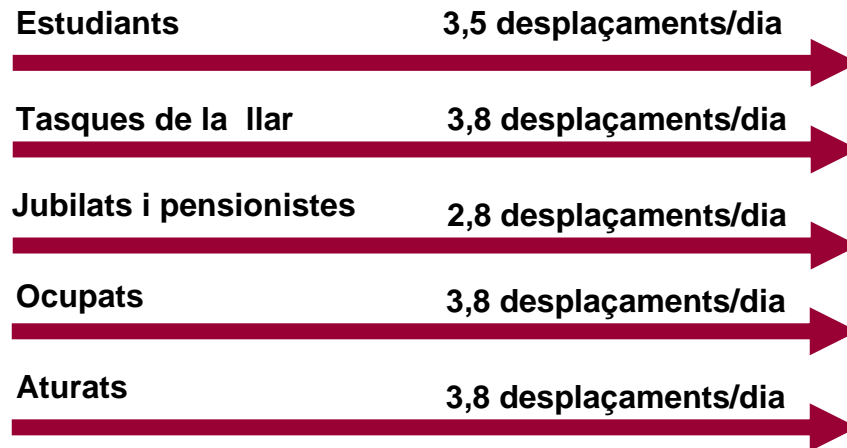 Estudiants 3,5 desplaçaments/dia
Tasques de la llar 3,8 desplaçaments/dia
Jubilats i pensionistes 2,8 desplaçaments/dia
Ocupats 3,8 desplaçaments/dia
Aturats 3,8 desplaçaments/dia